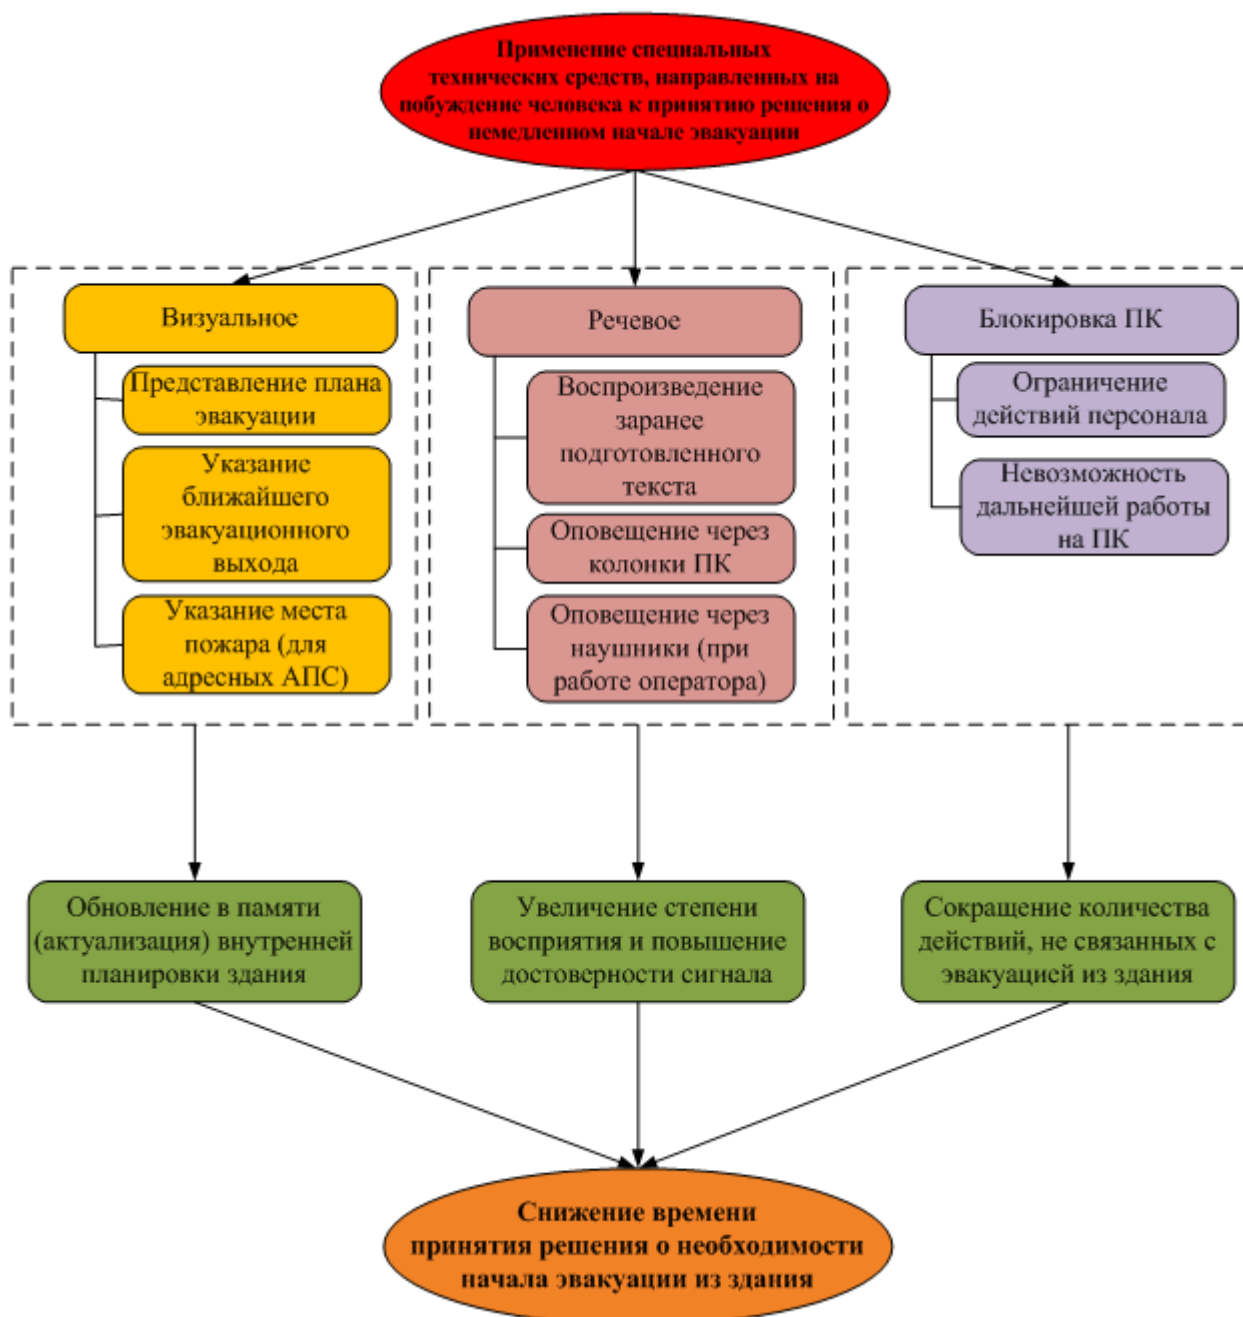 Применение специальных
технических средств, направленных на
побуждение человека к принятию решения о
немедленном начале эвакуации
Визуальное
Представление плана
эвакуации
Указание
ближайшего
эвакуационного
выхода
Указание места
пожара (для
адресных АПС)
Речевое
Воспроизведение
заранее
подготовленного
текста
Оповещение через
колонки ПК
Оповещение через
наушники (при
работе оператора)
Блокировка ПК
Ограничение
действий персонала
Невозможность
дальнейшей работы
на ПК
Обновление в памяти
(актуализация) внутренней
планировки здания
Увеличение степени
восприятия и повышение
достоверности сигнала
Сокращение количества
действий, не связанных с
эвакуацией из здания
Снижение времени
принятия решения о необходимости
начала эвакуации из здания